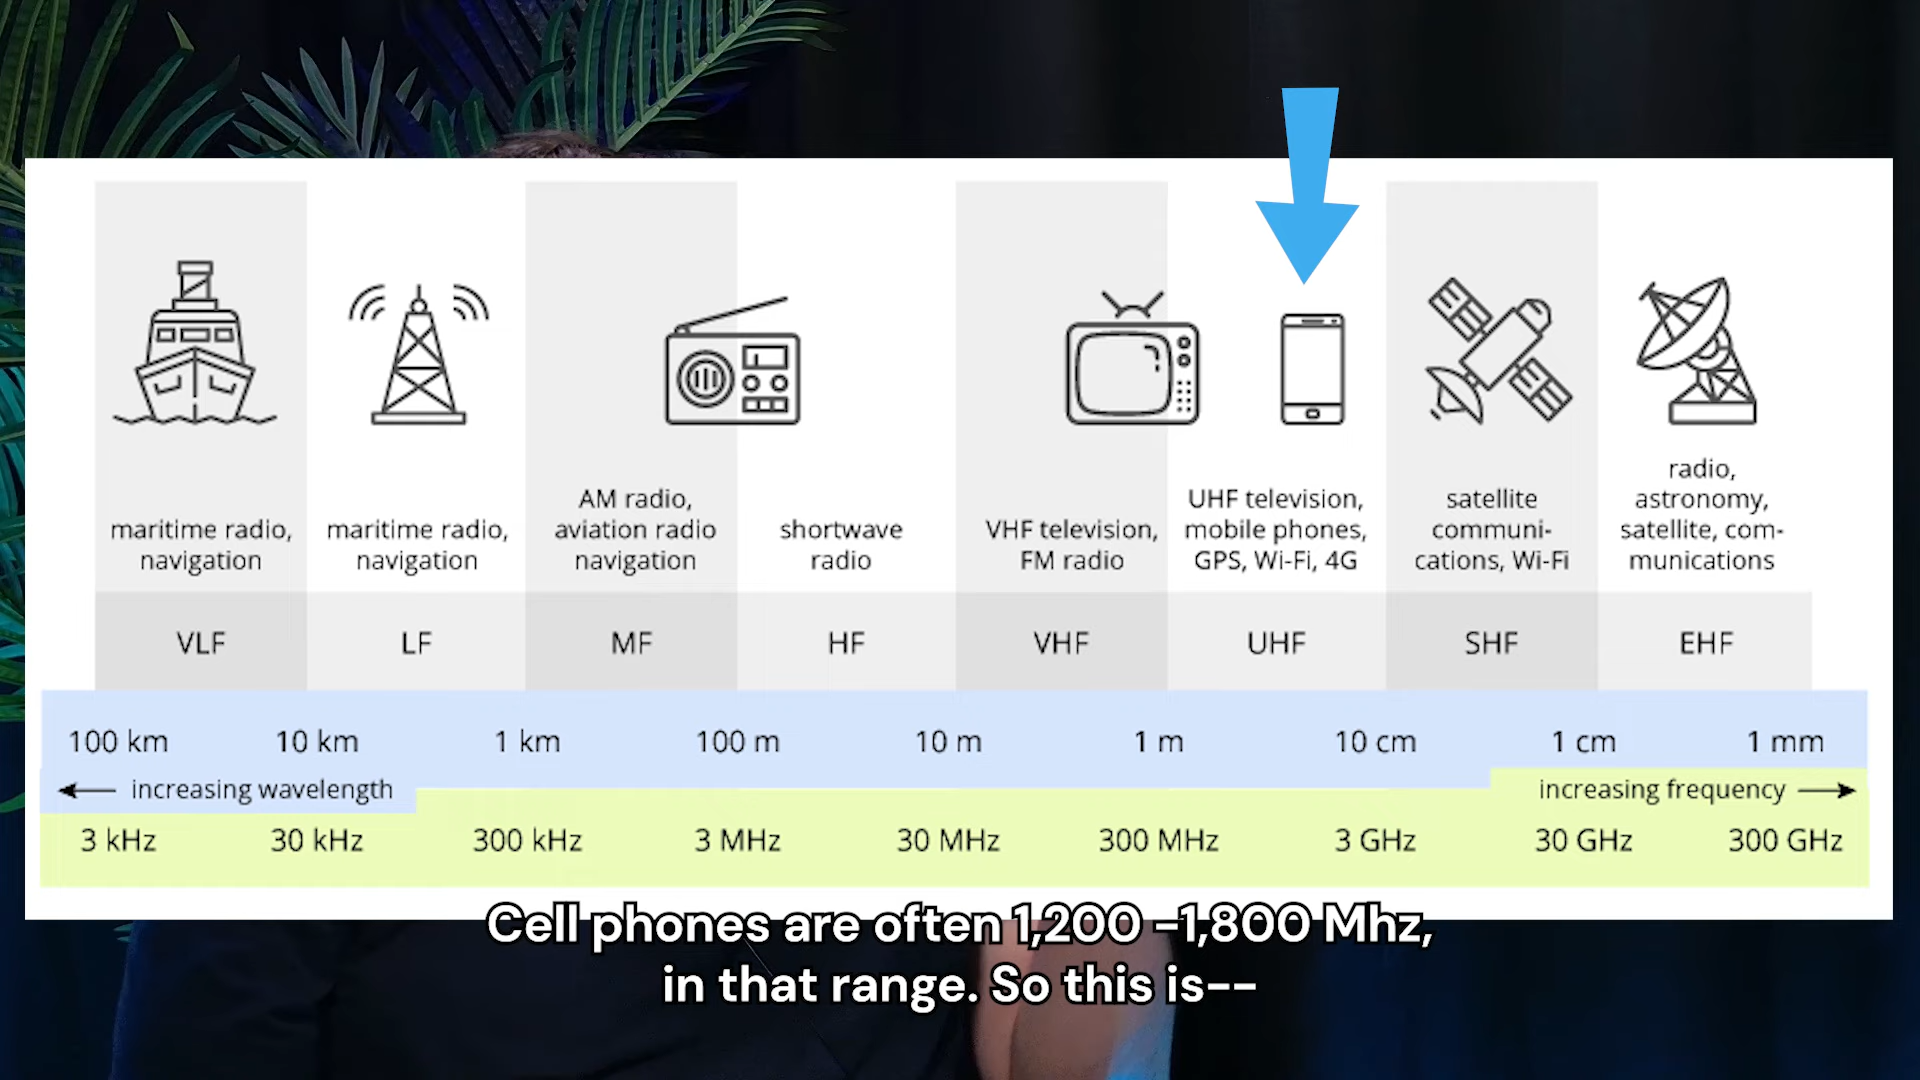 maritime radio,
navigation
maritime radio,
navigation
AM radio,
aviation radio
navigation
shortwave
radio
VHF television,
FM radio
UHF television,
mobile phones,
GPS, Wi-Fi, 4G
satellite
communi-
cations, Wi-Fi
radio,
astronomy,
satellite, com-
munications
VLF LF MF HF VHF UHF SHF EHF
100 km 10 km 1 km 100 m 10 m 1 m 10 cm 1 cm 1 mm
increasing wavelength increasing frequency
3 kHz 30 kHz 300 kHz 3 MHz 30 MHz 300 MHz 3 GHz 30 GHz 300 GHz
Cell phones are often 1,200 -1,800 Mhz,
in that range. So this is--